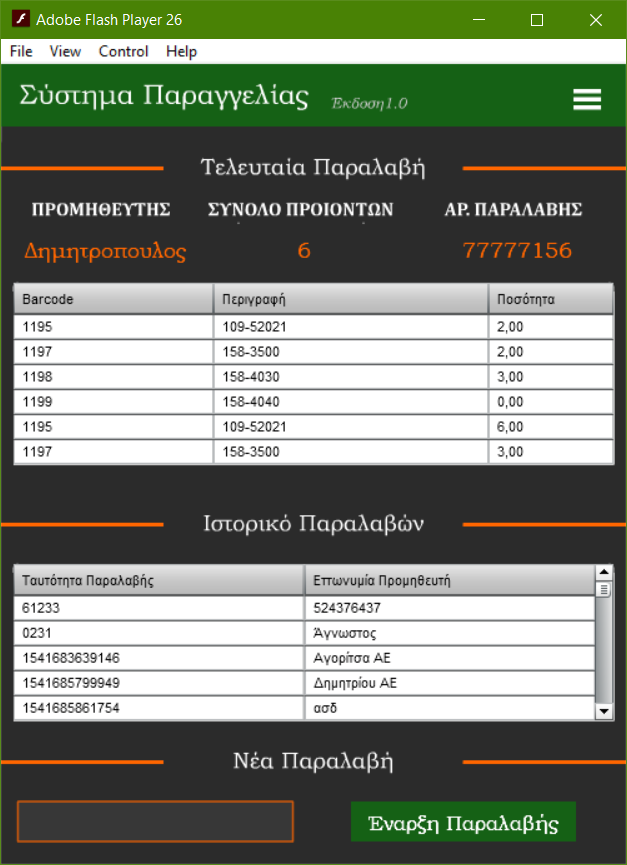 Adobe Flash Player 26
File View Control Help
Σύστημα Παραγγελίας Έκδοση1.0
Τελευταία Παραλαβή
ΠΡΟΜΗΘΕΥΤΗΣ ΣΥΝΟΛΟ ΠΡΟΙΟΝΤΩΝ ΑΡ. ΠΑΡΑΛΑΒΗΣ
Δημητροπουλος 6 77777156
Barcode Περιγραφή Ποσότητα
1195 109-52021 2,00
1197 158-3500 2,00
1198 158-4030 3,00
1199 158-4040 0,00
1195 109-52021 6,00
1197 158-3500 3,00
Ιστορικό Παραλαβών
Ταυτότητα Παραλαβής Επωνυμία Προμηθευτή
61233 524376437
0231 Άγνωστος
1541683639146 Αγορίτσα ΑΕ
1541685799949 Δημητρίου ΑΕ
1541685861754 ασδ
Νέα Παραλαβή
Έναρξη Παραλαβής